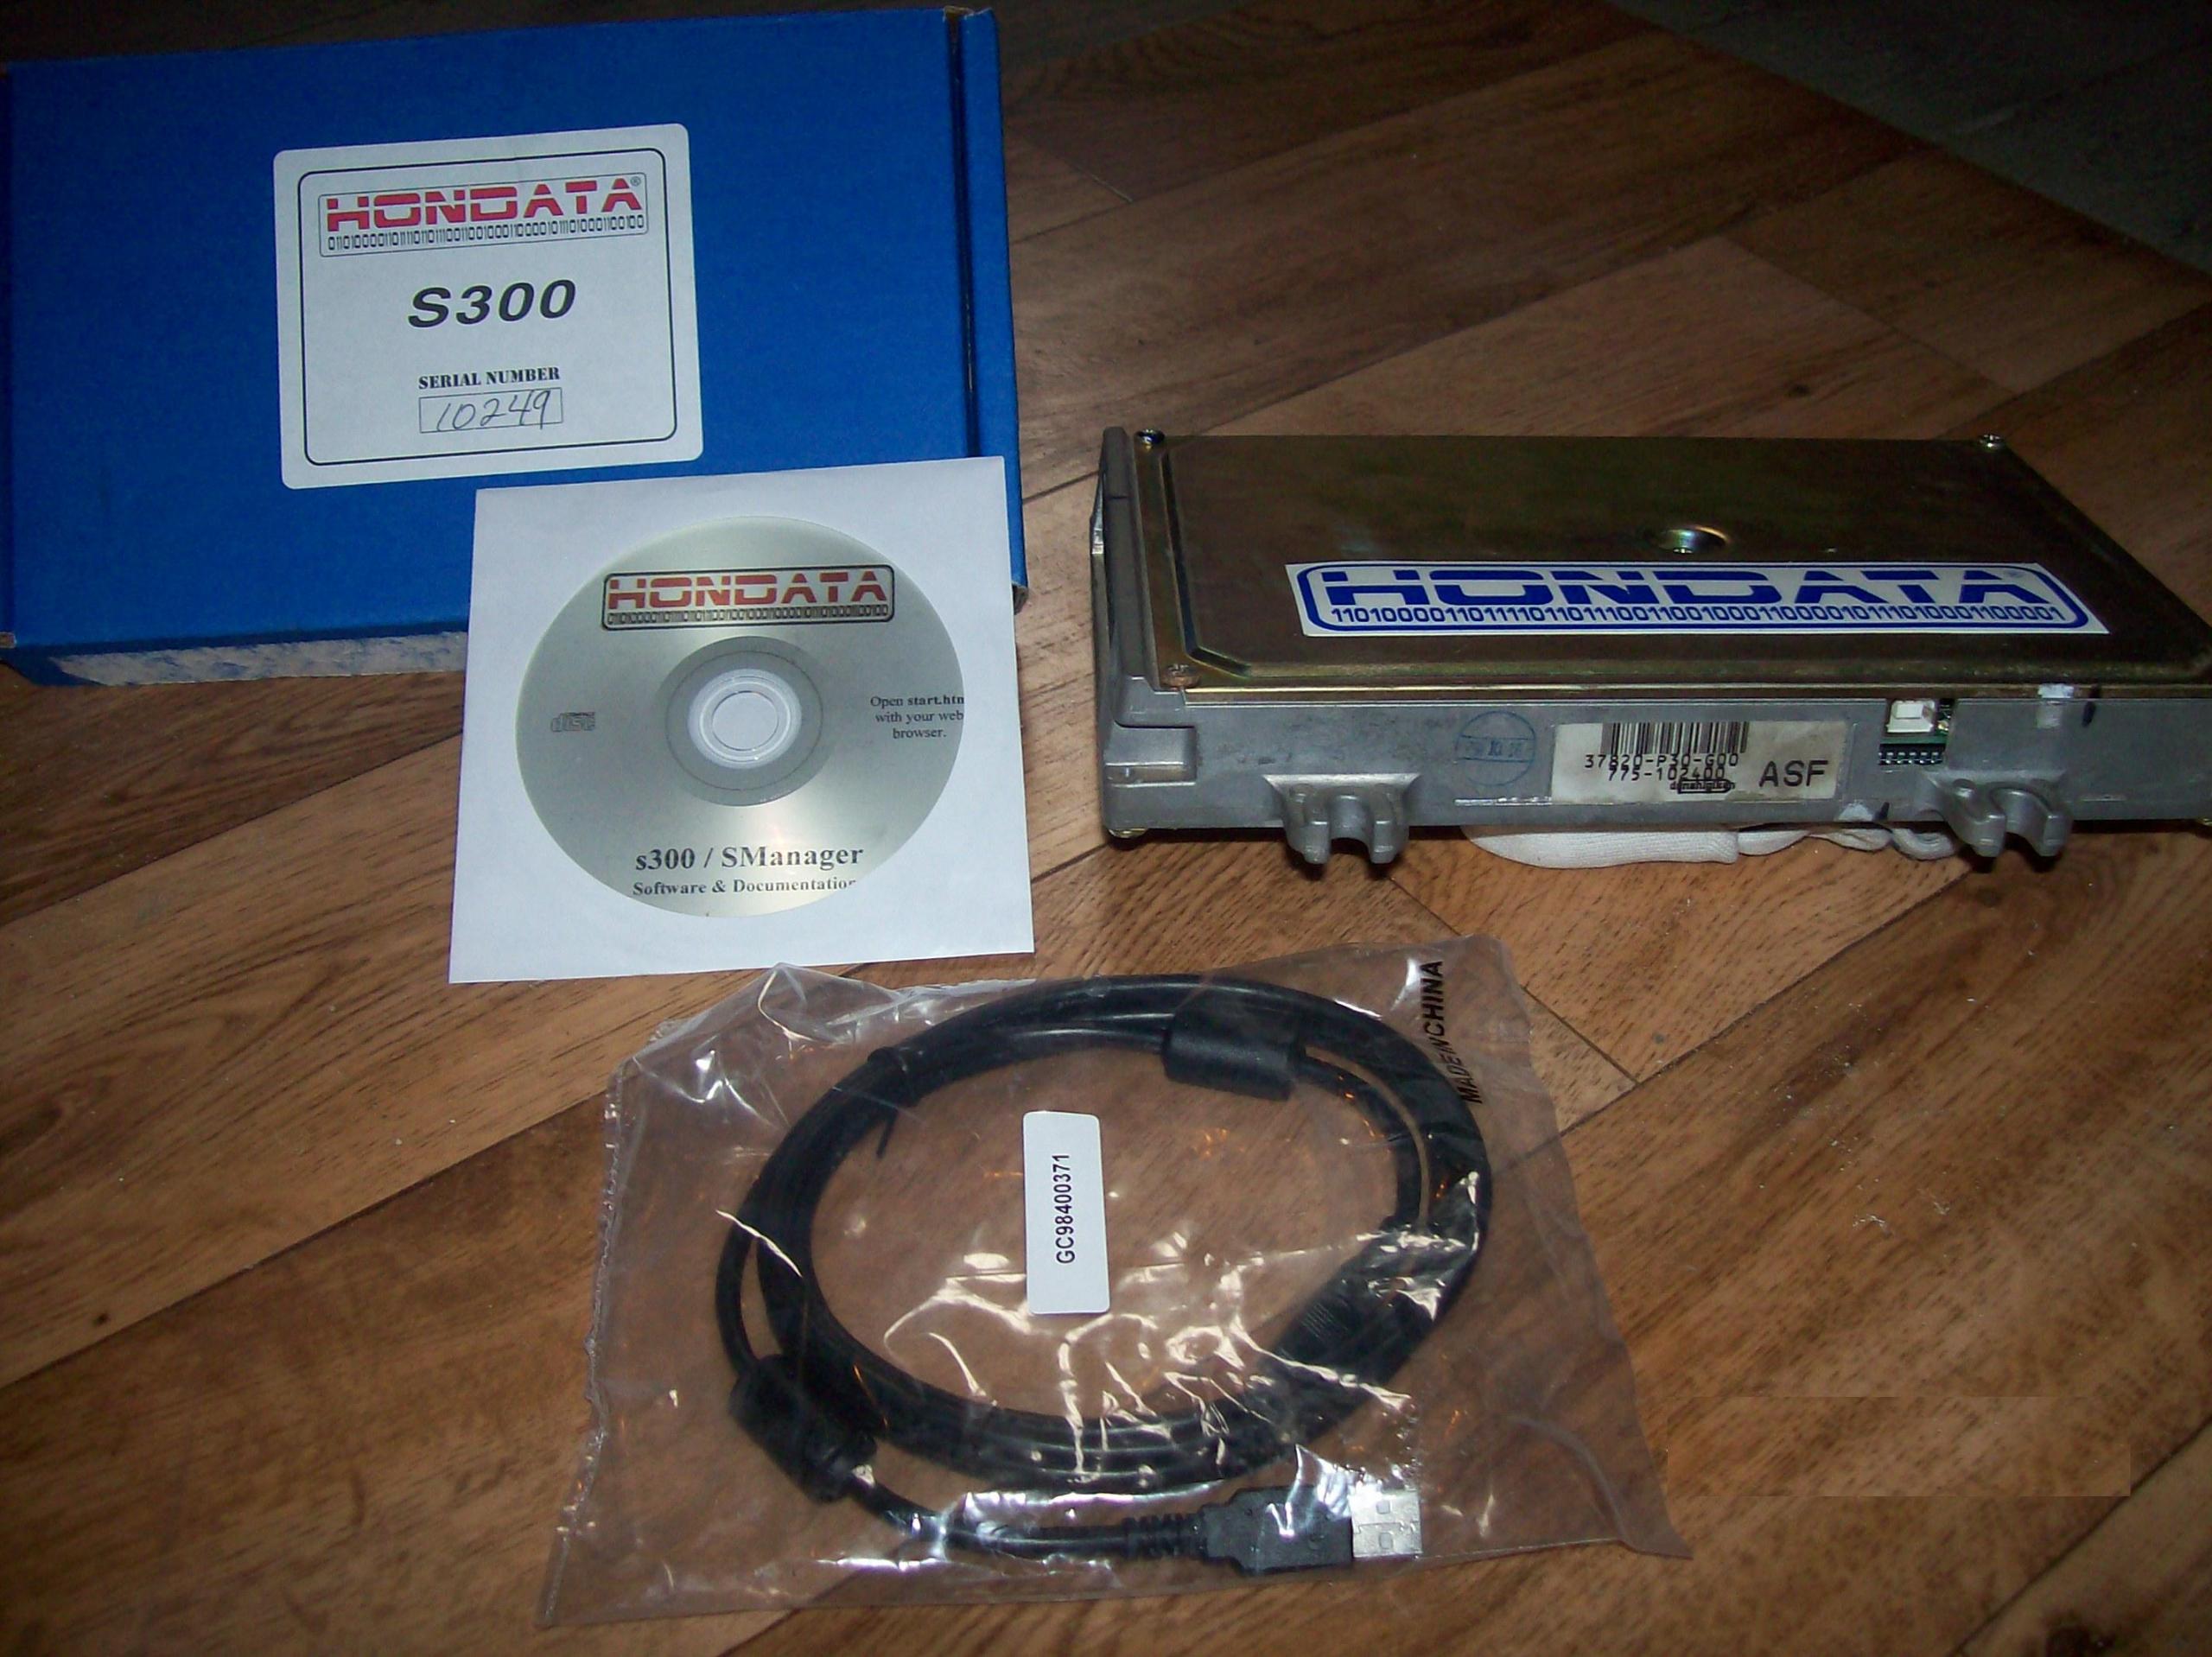 HONDATA®
S300
SERIAL NUMBER
10249
HONDATA
disc
Open start.htm
with your web
browser.
s300 / SManager
Software & Documentation
HONDATA®
37820-P30-G00
775-102400
ASF
MADE IN CHINA
GC98400371